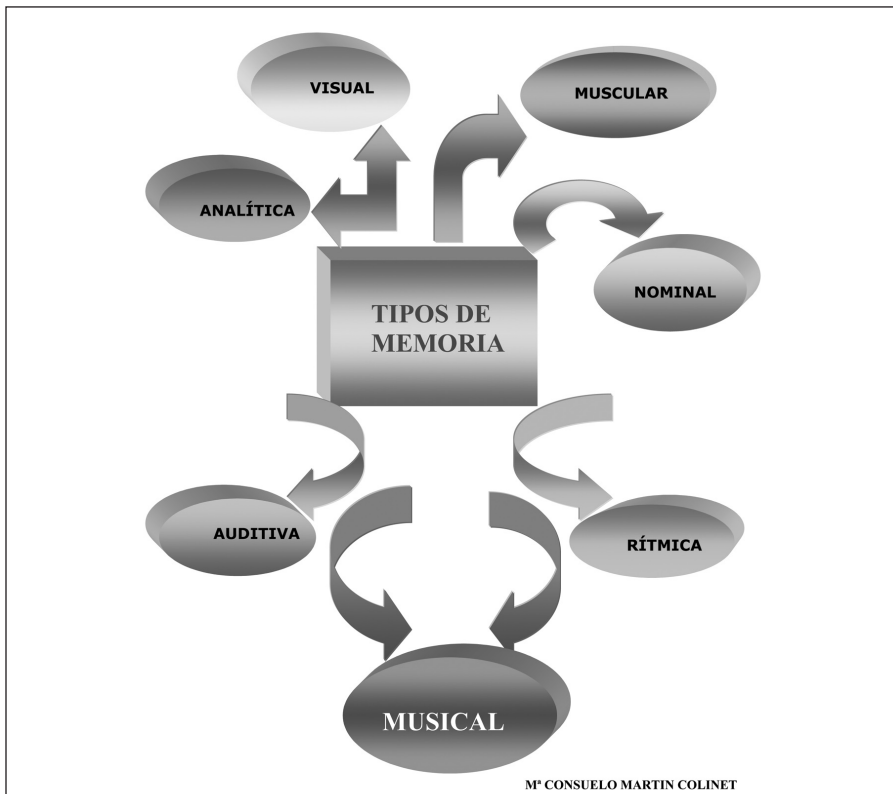 VISUAL
MUSCULAR
ANALÍTICA
NOMINAL
TIPOS DE
MEMORIA
AUDITIVA
RÍTMICA
MUSICAL
Mª CONSUELO MARTIN COLINET